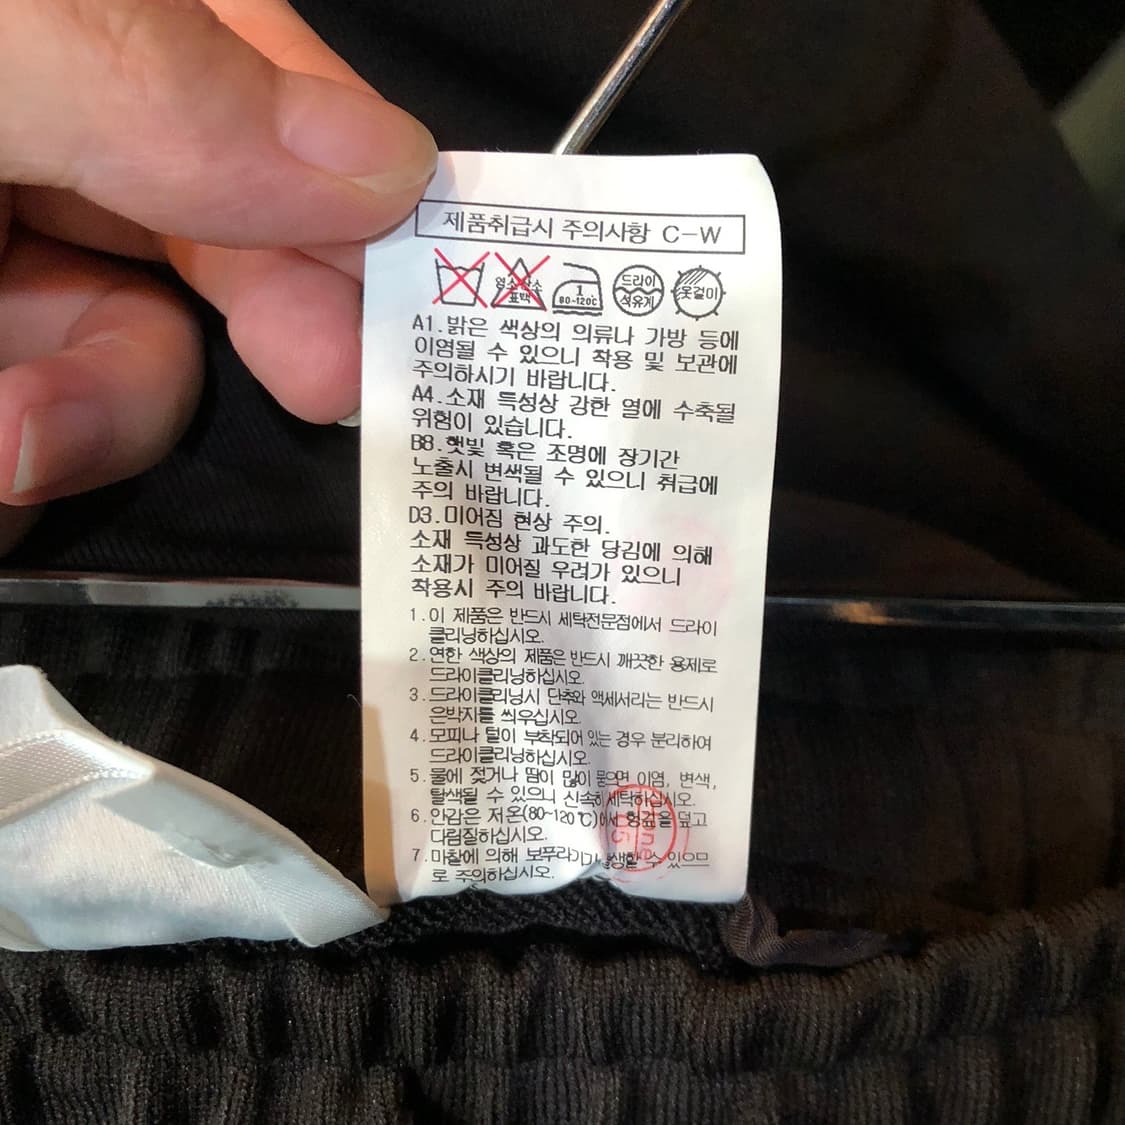 제품취급시 주의사항 C-W
염소산소
표백
1
80~120℃
드라이
석유계
옷걸이
A1.밝은 색상의 의류나 가방 등에
이염될 수 있으니 착용 및 보관에
주의하시기 바랍니다.
A4.소재 특성상 강한 열에 수축될
위험이 있습니다.
B8.햇빛 혹은 조명에 장기간
노출시 변색될 수 있으니 취급에
주의 바랍니다.
D3.미어짐 현상 주의.
소재 특성상 과도한 당김에 의해
소재가 미어질 우려가 있으니
착용시 주의 바랍니다.
1.이 제품은 반드시 세탁전문점에서 드라이
클리닝하십시오.
2.연한 색상의 제품은 반드시 깨끗한 용제로
드라이클리닝하십시오
3.드라이클리닝시 단추와 액세서리는 반드시
은박지를 씌우십시오
4.모피나 털이 부착되어 있는 경우 분리하여
드라이클리닝하십시오.
5.물에 젖거나 땀이 많이 묻으면 이염, 변색,
탈색될 수 있으니 신속히 세탁하십시오.
6.안감은 저온(80~120℃)에서 헝겊을 덮고
다림질하십시오.
7.마찰에 의해 보푸라기가 생할 수 있으므
로 주의하십시오.